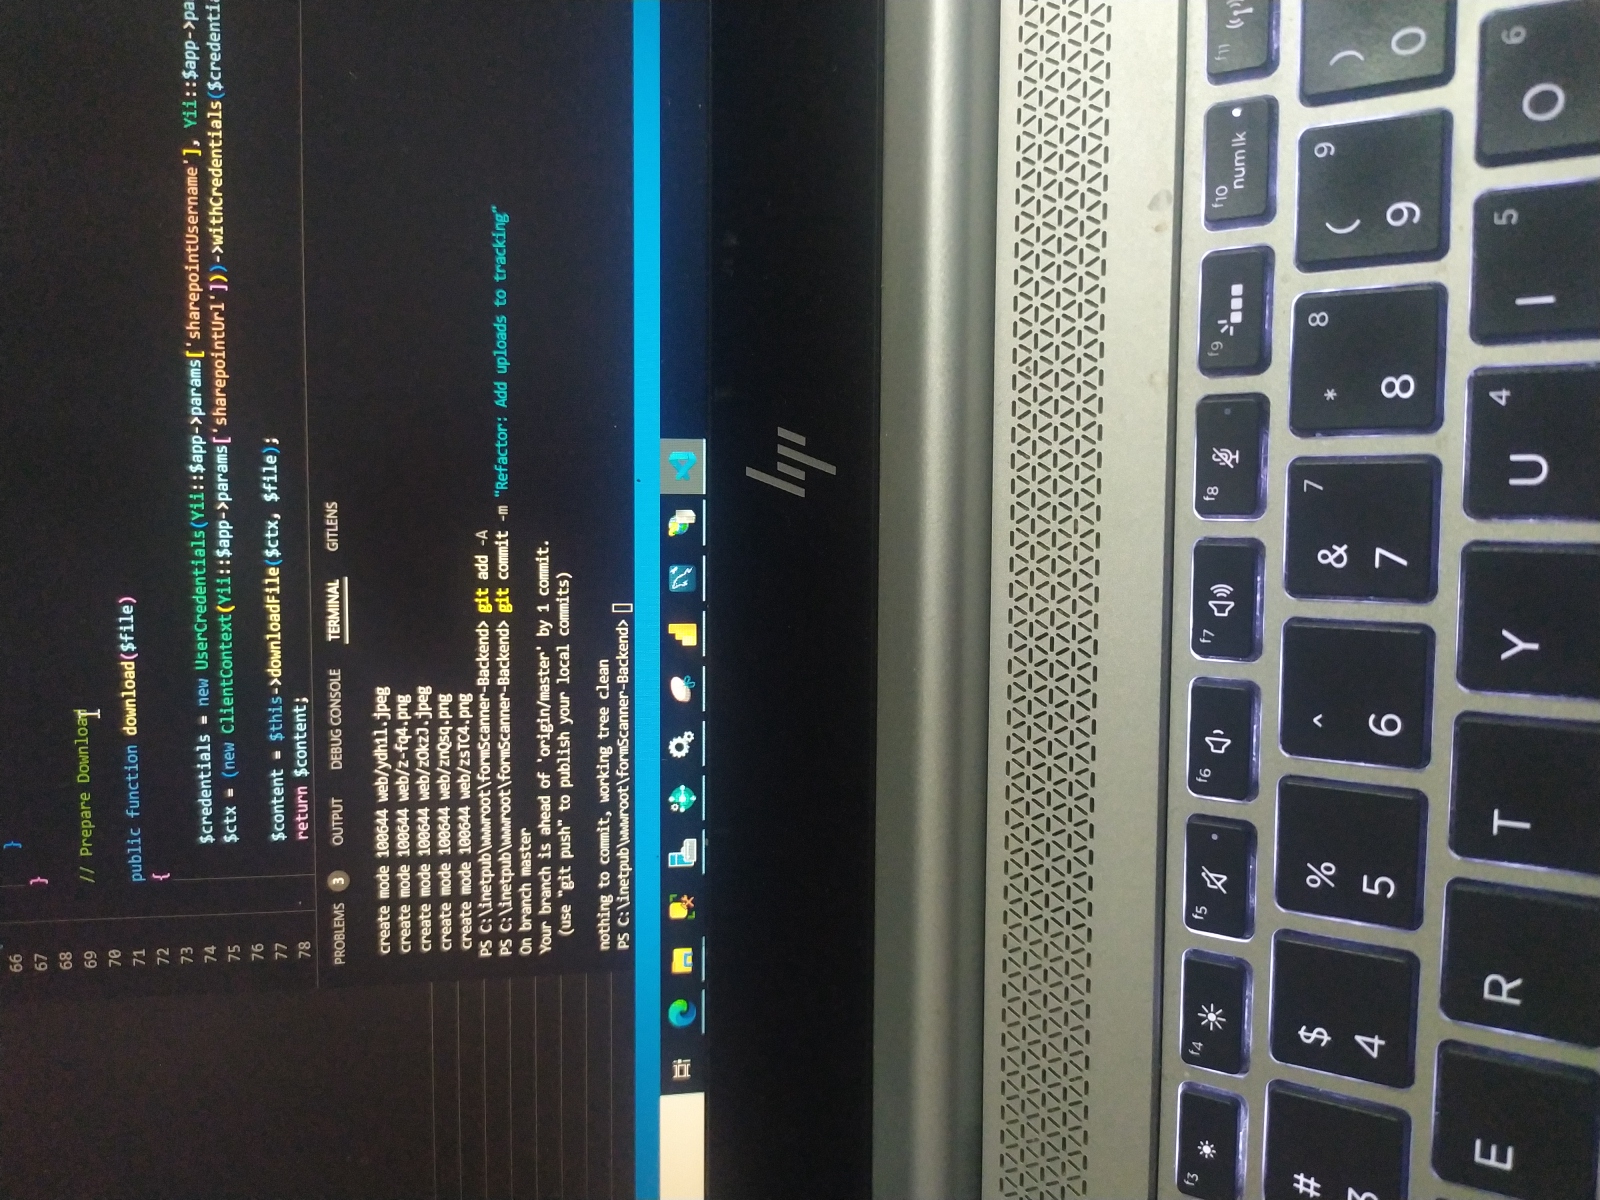 66 }
67 }
68
69 // Prepare Download
70
71 public function download($file)
72 {
73
74 $credentials = new UserCredentials(Yii::$app->params['sharepointUsername'], Yii::$app->pa
75 $ctx = (new ClientContext(Yii::$app->params['sharepointUrl']))->withCredentials($credenti
76
77 $content = $this->downloadFile($ctx, $file);
78 return $content;
PROBLEMS 3 OUTPUT DEBUG CONSOLE TERMINAL GITLENS
create mode 100644 web/ydh1l.jpeg
create mode 100644 web/z-fq4.png
create mode 100644 web/zOkzJ.jpeg
create mode 100644 web/znQsq.png
create mode 100644 web/zsTC4.png
PS C:\inetpub\wwwroot\formScanner-Backend> git add -A
PS C:\inetpub\wwwroot\formScanner-Backend> git commit -m "Refactor: Add uploads to tracking"
On branch master
Your branch is ahead of 'origin/master' by 1 commit.
(use "git push" to publish your local commits)
nothing to commit, working tree clean
PS C:\inetpub\wwwroot\formScanner-Backend>
hp
f3 f4 f5 f6 f7 f8 f9 f10 num lk f11
# 3 $ 4 % 5 ^ 6 & 7 7 * 8 8 ( 9 9 ) 0
E R T Y U 4 I 5 O 6